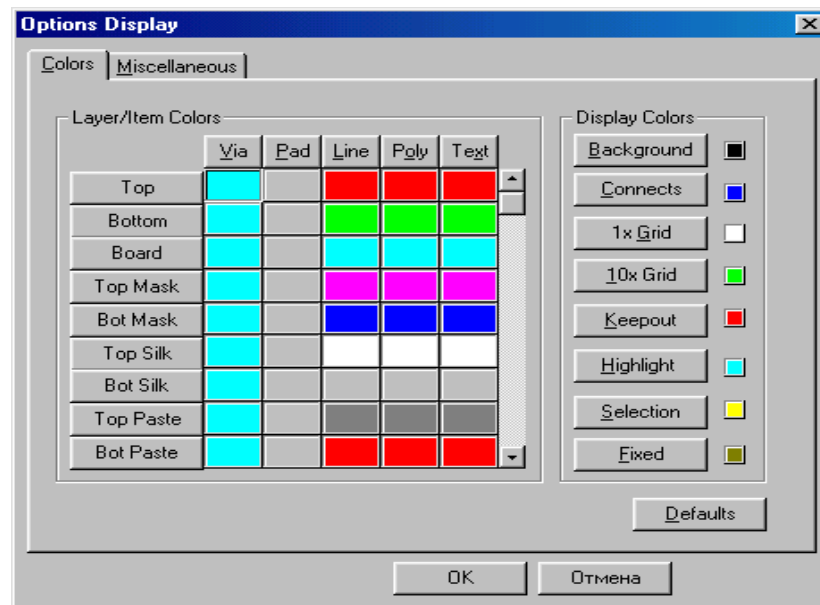 Options Display
Colors Miscellaneous
Layer/Item Colors
Via Pad Line Poly Text
Top
Bottom
Board
Top Mask
Bot Mask
Top Silk
Bot Silk
Top Paste
Bot Paste
Display Colors
Background
Connects
1x Grid
10x Grid
Keepout
Highlight
Selection
Fixed
Defaults
OK Отмена